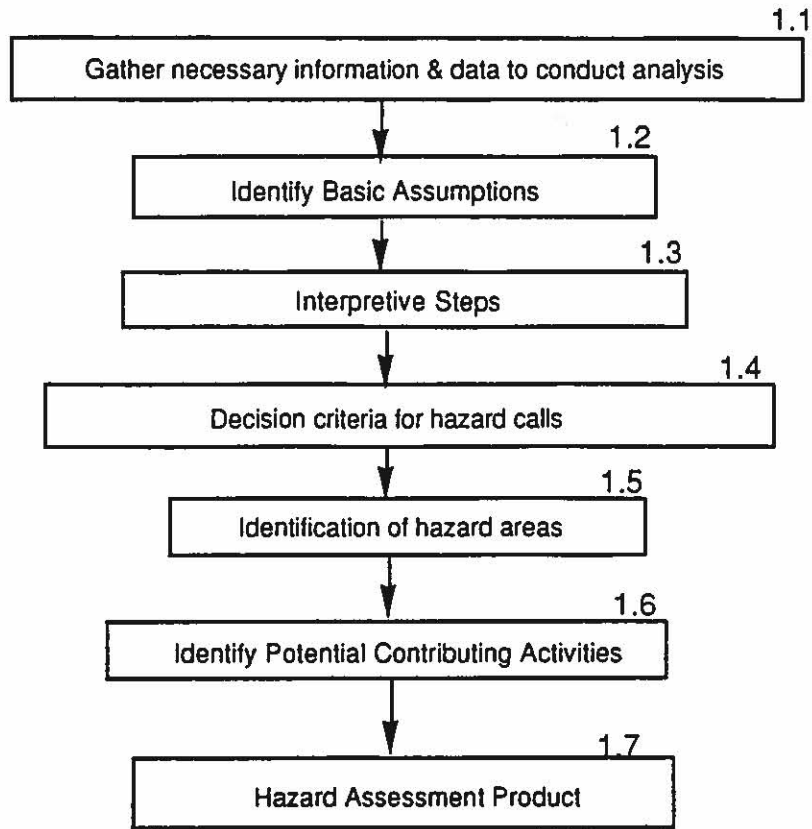 1.1
Gather necessary information & data to conduct analysis
1.2
Identify Basic Assumptions
1.3
Interpretive Steps
1.4
Decision criteria for hazard calls
1.5
Identification of hazard areas
1.6
Identify Potential Contributing Activities
1.7
Hazard Assessment Product